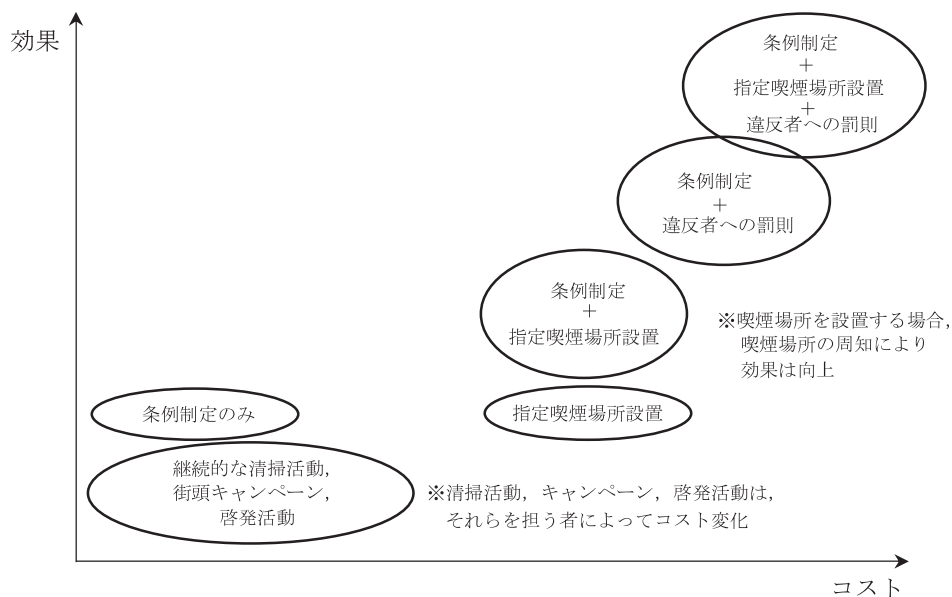 効果
条例制定
＋
指定喫煙場所設置
＋
違反者への罰則
条例制定
＋
違反者への罰則
条例制定
＋
指定喫煙場所設置
※喫煙場所を設置する場合，
喫煙場所の周知により
効果は向上
条例制定のみ
指定喫煙場所設置
継続的な清掃活動，
街頭キャンペーン，
啓発活動
※清掃活動，キャンペーン，啓発活動は，
それらを担う者によってコスト変化
コスト